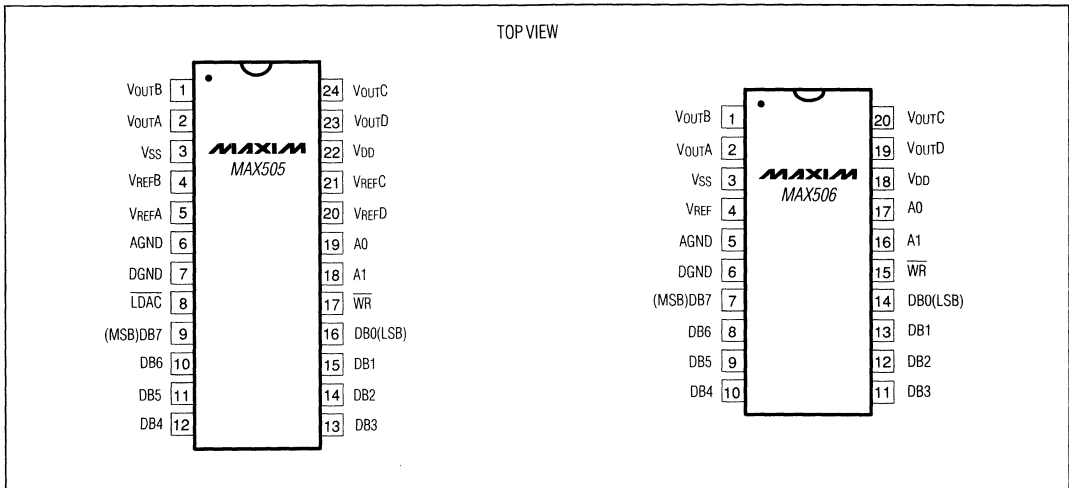 TOP VIEW
VOUTB 1
VOUTA 2
VSS 3
VREFB 4
VREFA 5
AGND 6
DGND 7
L̅D̅A̅C̅ 8
(MSB)DB7 9
DB6 10
DB5 11
DB4 12
MAXIM
MAX505
24 VOUTC
23 VOUTD
22 VDD
21 VREFC
20 VREFD
19 A0
18 A1
17 W̅R̅
16 DB0(LSB)
15 DB1
14 DB2
13 DB3
VOUTB 1
VOUTA 2
VSS 3
VREF 4
AGND 5
DGND 6
(MSB)DB7 7
DB6 8
DB5 9
DB4 10
MAXIM
MAX506
20 VOUTC
19 VOUTD
18 VDD
17 A0
16 A1
15 W̅R̅
14 DB0(LSB)
13 DB1
12 DB2
11 DB3